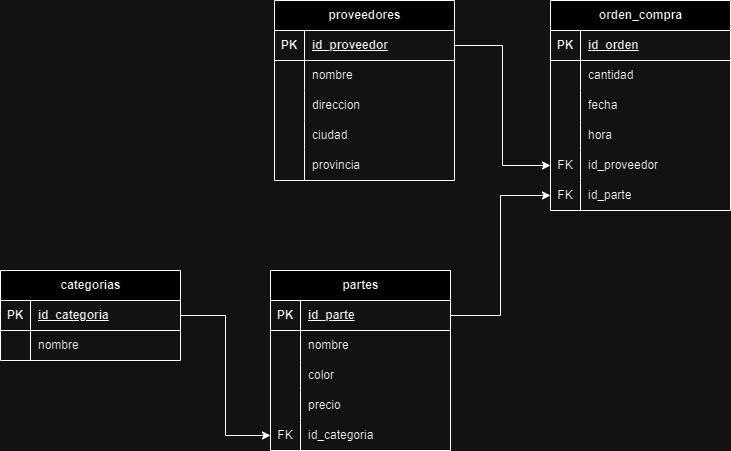 proveedores
PK id_proveedor
nombre
direccion
ciudad
provincia
orden_compra
PK id_orden
cantidad
fecha
hora
FK id_proveedor
FK id_parte
categorias
PK id_categoria
nombre
partes
PK id_parte
nombre
color
precio
FK id_categoria